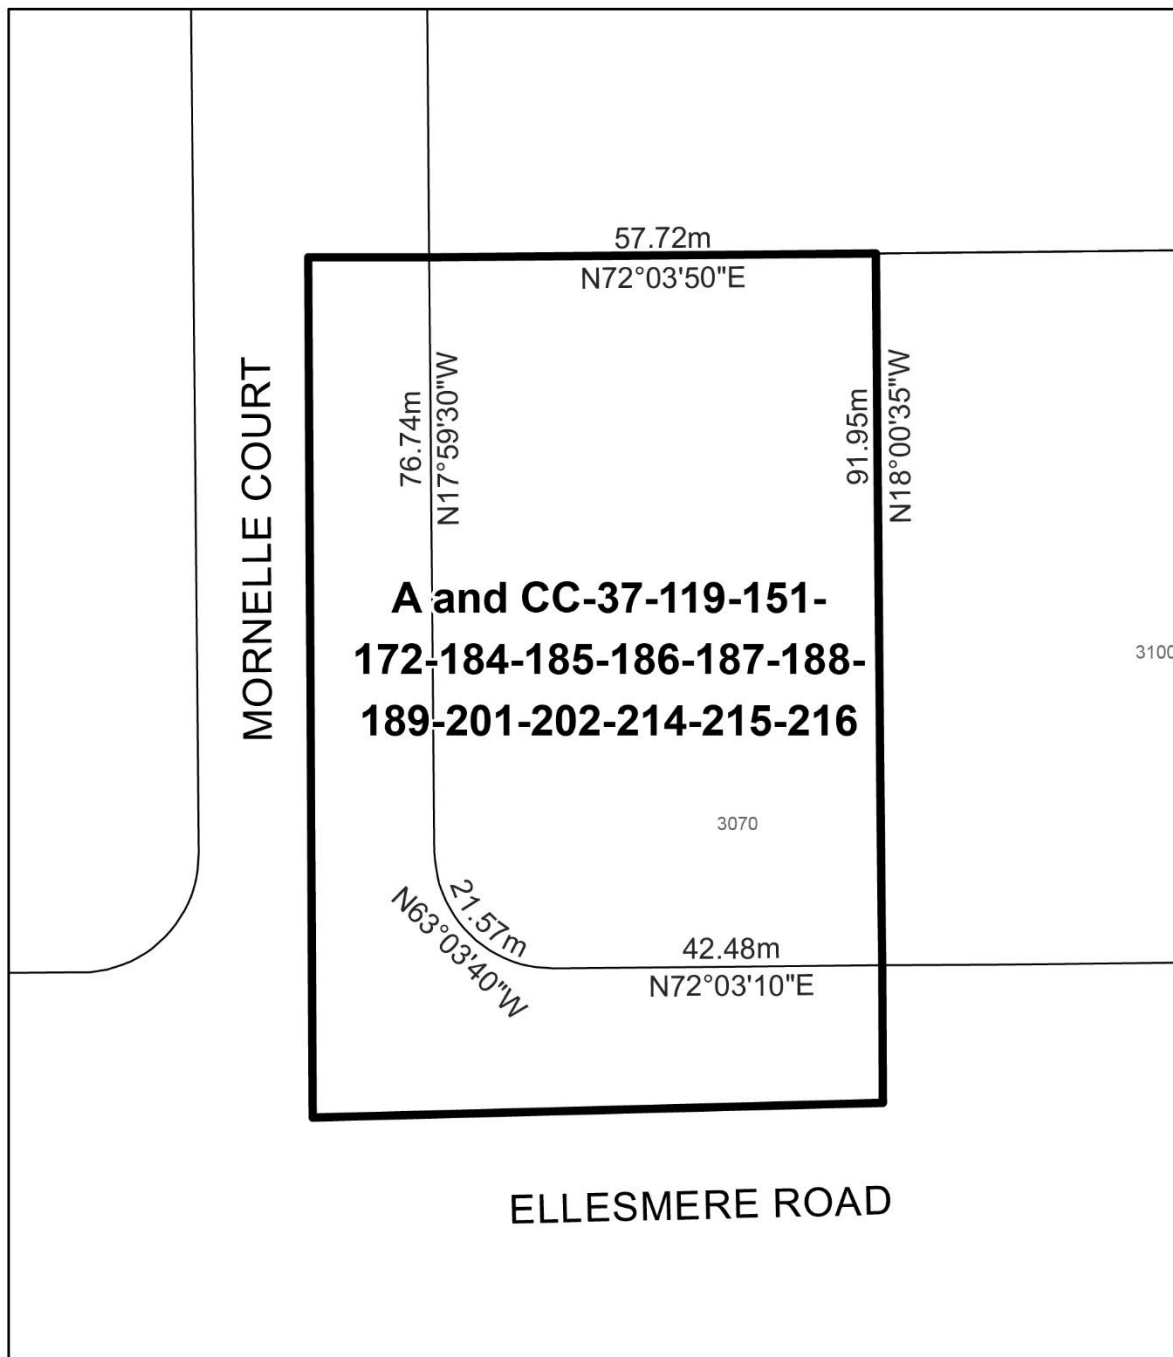 57.72m
N72°03'50"E
MORNELLE COURT
76.74m
N17°59'30"W
91.95m
N18°00'35"W
A and CC-37-119-151-
172-184-185-186-187-188-
189-201-202-214-215-216
3100
3070
21.57m
N63°03'40"W
42.48m
N72°03'10"E
ELLESMERE ROAD